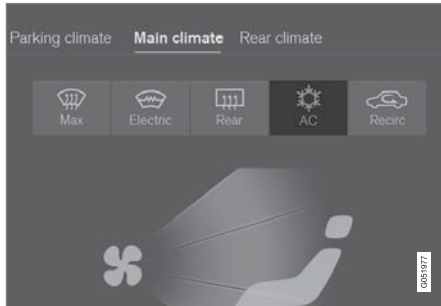 Parking climate Main climate Rear climate
Max Electric Rear AC Recirc
G051977